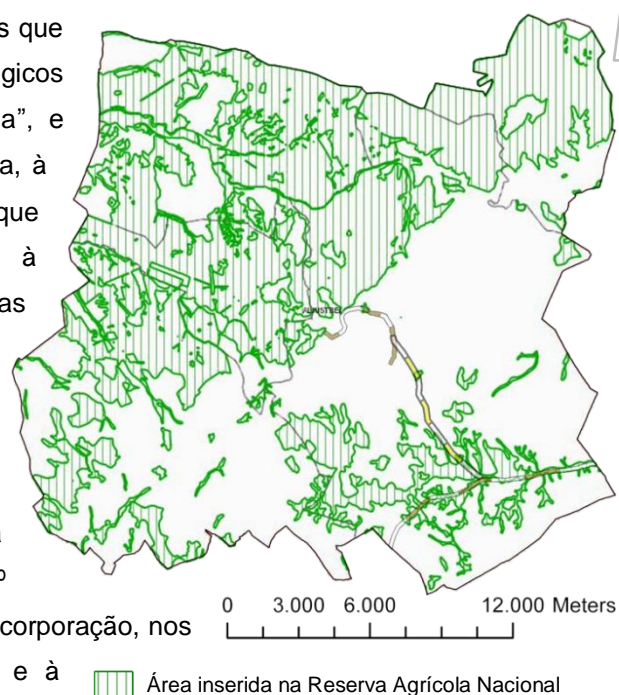 s que
gicos
a”, e
a, à
que
à
as
o
corporação, nos
e à
ALJUSTREL
0 3.000 6.000 12.000 Meters
Área inserida na Reserva Agrícola Nacional